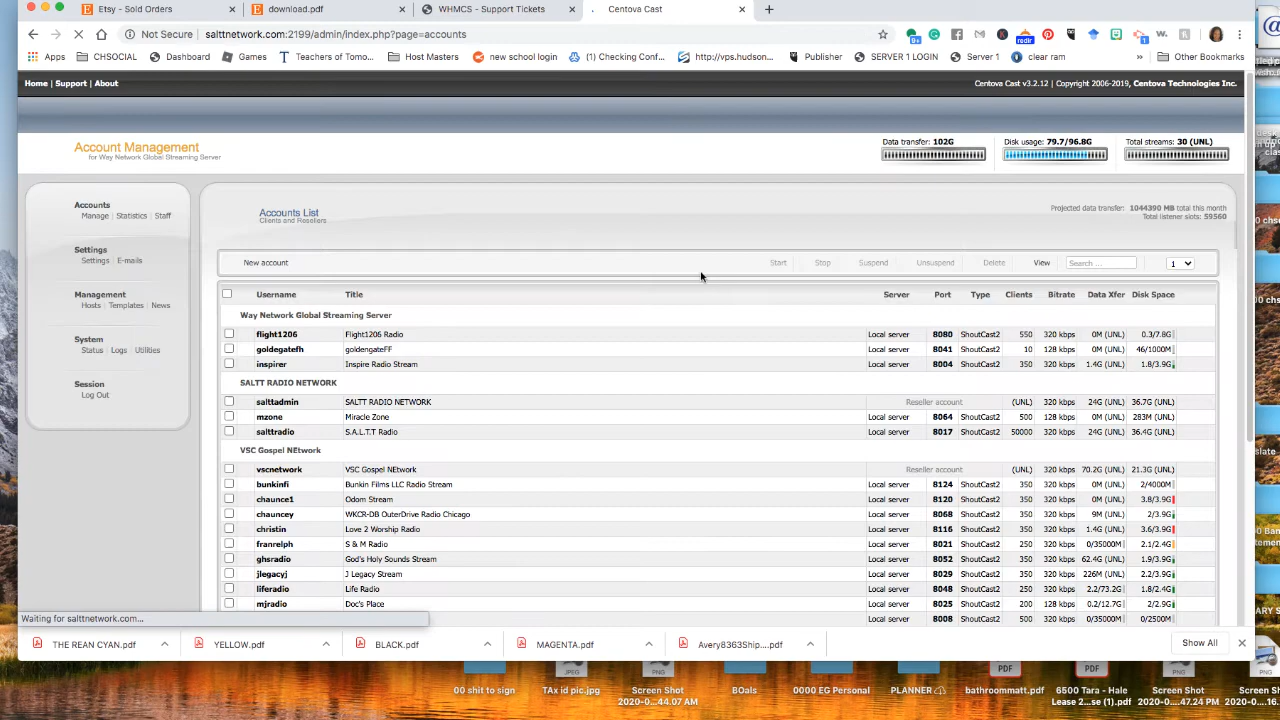 Etsy - Sold Orders × download.pdf × WHMCS - Support Tickets × Centova Cast × +
Not Secure salttnetwork.com:2199/admin/index.php?page=accounts
Apps CHSOCIAL Dashboard Games Teachers of Tomo... Host Masters new school login (1) Checking Conf... http://vps.hudson... Publisher SERVER 1 LOGIN Server 1 clear ram » Other Bookmarks
Home | Support | About Centova Cast v3.2.12 | Copyright 2006-2019, Centova Technologies Inc.
Account Management
for Way Network Global Streaming Server
Data transfer: 102G Disk usage: 79.7/96.8G Total streams: 30 (UNL)
Accounts
Manage | Statistics | Staff
Settings
Settings | E-mails
Management
Hosts | Templates | News
System
Status | Logs | Utilities
Session
Log Out
Accounts List
Clients and Resellers
Projected data transfer: 1044390 MB total this month
Total listener slots: 59560
New account Start Stop Suspend Unsuspend Delete View Search ... 1
Username Title Server Port Type Clients Bitrate Data Xfer Disk Space
Way Network Global Streaming Server
flight1206 Flight1206 Radio Local server 8080 ShoutCast2 550 320 kbps 0M (UNL) 0.3/7.8G
goldegatefh goldengateFF Local server 8041 ShoutCast2 10 128 kbps 0M (UNL) 46/1000M
inspirer Inspire Radio Stream Local server 8004 ShoutCast2 350 320 kbps 1.4G (UNL) 1.8/3.9G
SALTT RADIO NETWORK
salttadmin SALTT RADIO NETWORK Reseller account (UNL) 320 kbps 24G (UNL) 36.7G (UNL)
mzone Miracle Zone Local server 8064 ShoutCast2 500 128 kbps 0M (UNL) 283M (UNL)
salttradio S.A.L.T.T Radio Local server 8017 ShoutCast2 50000 320 kbps 24G (UNL) 36.4G (UNL)
VSC Gospel NEtwork
vscnetwork VSC Gospel NEtwork Reseller account (UNL) 320 kbps 70.2G (UNL) 21.3G (UNL)
bunkinfi Bunkin Films LLC Radio Stream Local server 8124 ShoutCast2 350 320 kbps 0M (UNL) 2/4000M
chaunce1 Odom Stream Local server 8120 ShoutCast2 350 320 kbps 0M (UNL) 3.8/3.9G
chauncey WKCR-DB OuterDrive Radio Chicago Local server 8068 ShoutCast2 350 320 kbps 9M (UNL) 2/3.9G
christin Love 2 Worship Radio Local server 8116 ShoutCast2 350 320 kbps 1.4G (UNL) 3.6/3.9G
franrelph S & M Radio Local server 8021 ShoutCast2 350 320 kbps 0/35000M 2.1/2.4G
ghsradio God's Holy Sounds Stream Local server 8052 ShoutCast2 350 320 kbps 62.4G (UNL) 1.9/3.9G
jlegacyj J Legacy Stream Local server 8029 ShoutCast2 350 320 kbps 226M (UNL) 2.2/3.9G
liferadio Life Radio Local server 8048 ShoutCast2 250 320 kbps 2.2/73.2G 1.8/2.4G
mjradio Doc's Place Local server 8025 ShoutCast2 200 128 kbps 0.2/12.7G 2/2.9G
Local server 8008 ShoutCast2 350 320 kbps 0/35000M 0/2500M
Waiting for salttnetwork.com...
THE REAN CYAN.pdf YELLOW.pdf BLACK.pdf MAGENTA.pdf Avery8363Ship....pdf Show All
00 shit to sign TAx id pic.jpg Screen Shot 2020-0...44.07 AM BOals 0000 EG Personal PLANNER bathroommatt.pdf 6500 Tara - Hale Lease 2...se (1).pdf Screen Shot 2020-0...47.24 PM